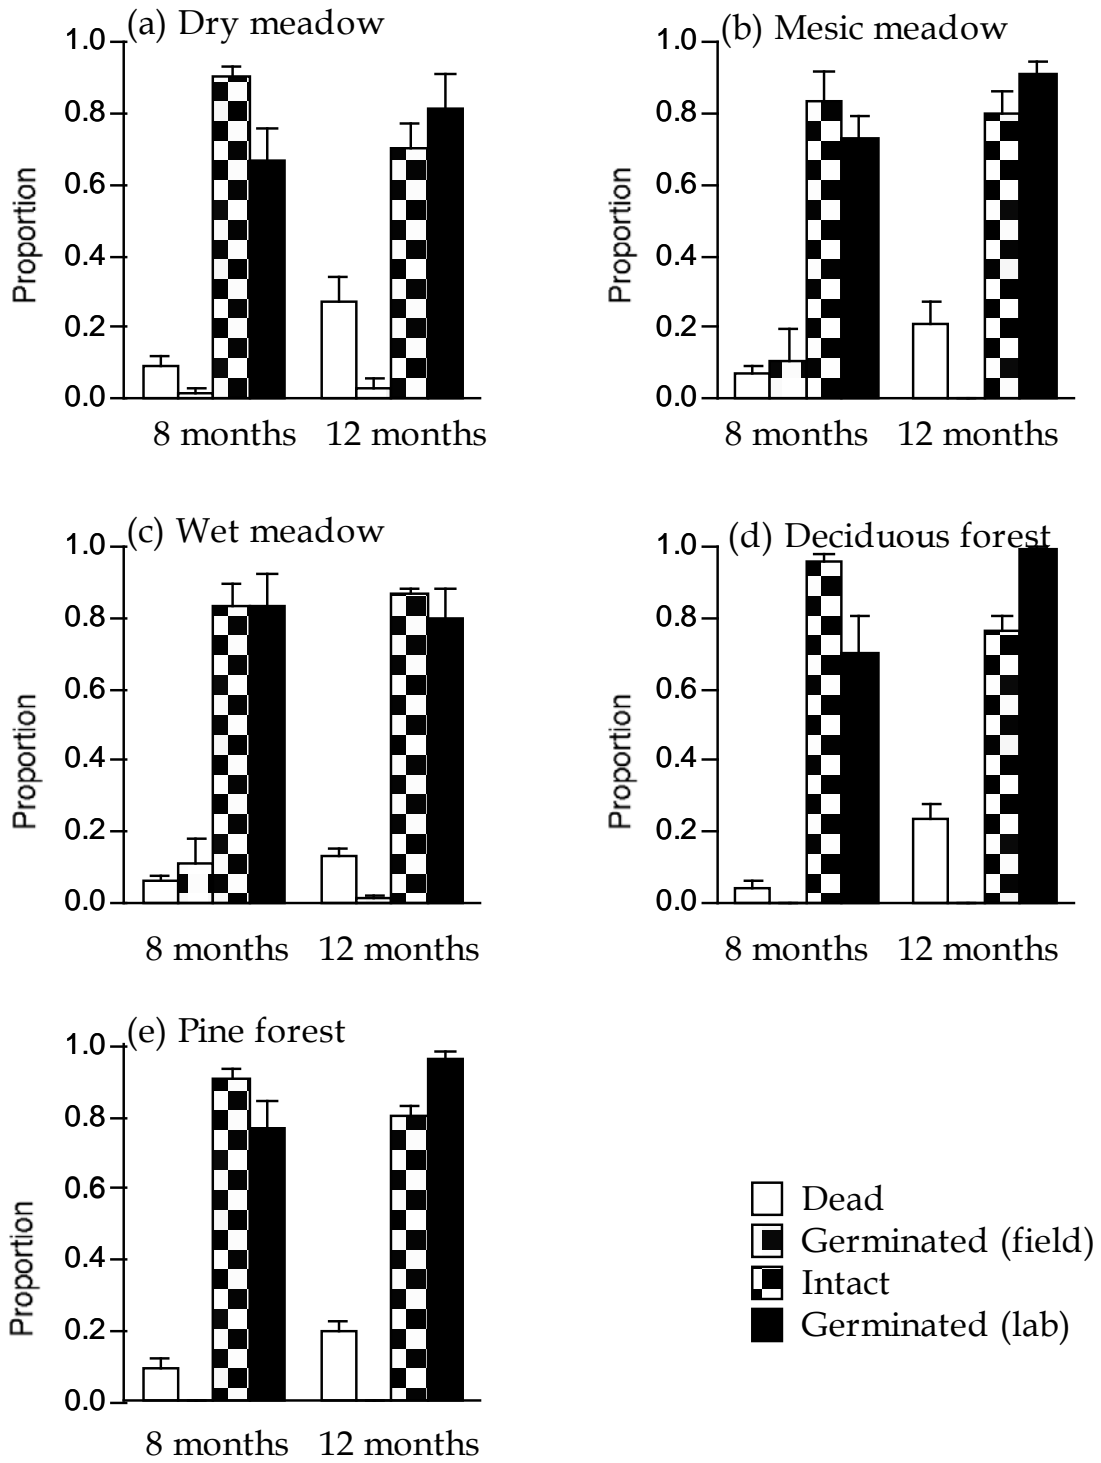 (a) Dry meadow
1.0
0.8
0.6
0.4
0.2
0.0
Proportion
8 months 12 months
(b) Mesic meadow
1.0
0.8
0.6
0.4
0.2
0.0
Proportion
8 months 12 months
(c) Wet meadow
1.0
0.8
0.6
0.4
0.2
0.0
Proportion
8 months 12 months
(d) Deciduous forest
1.0
0.8
0.6
0.4
0.2
0.0
Proportion
8 months 12 months
(e) Pine forest
1.0
0.8
0.6
0.4
0.2
0.0
Proportion
8 months 12 months
Dead
Germinated (field)
Intact
Germinated (lab)